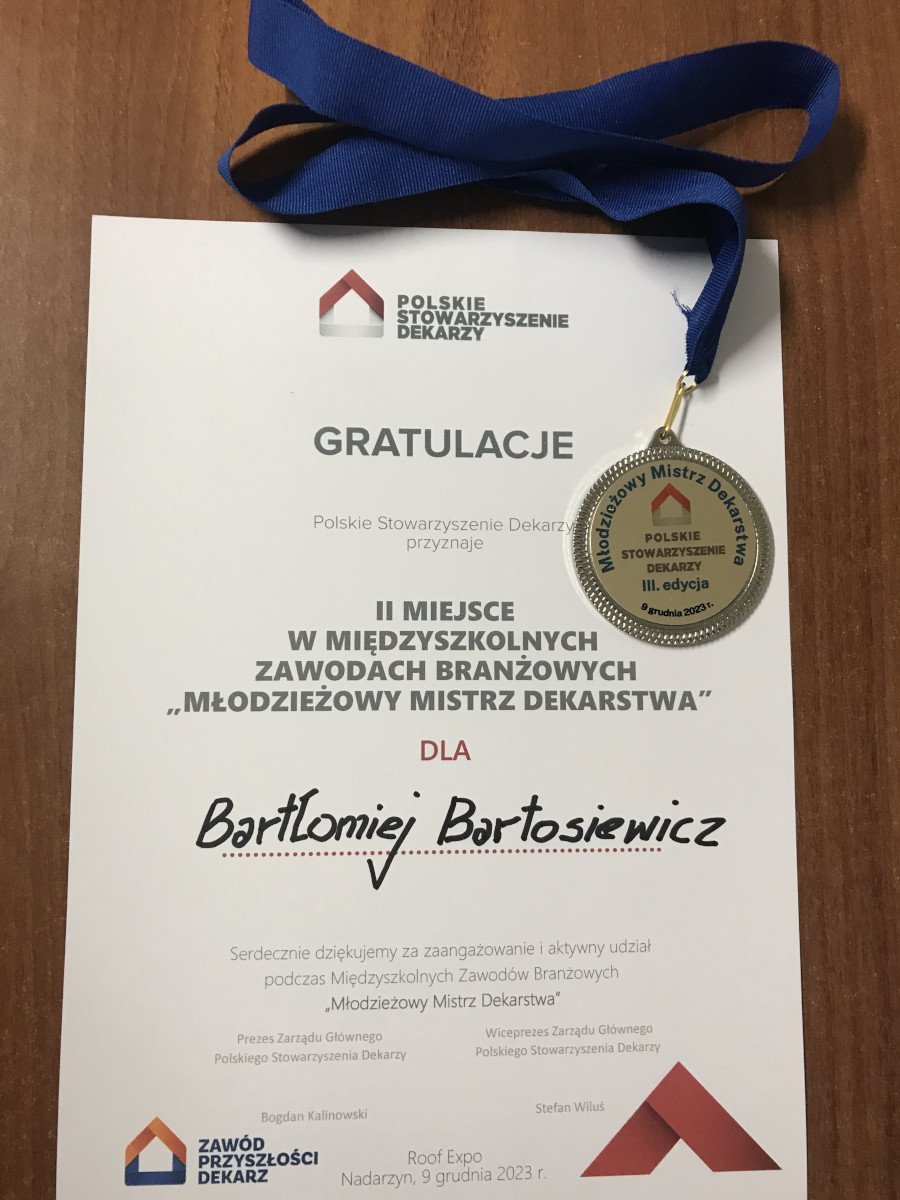 POLSKIE
STOWARZYSZENIE
DEKARZY
GRATULACJE
Polskie Stowarzyszenie Dekarzy
przyznaje
Młodzieżowy Mistrz Dekarstwa
POLSKIE
STOWARZYSZENIE
DEKARZY
III. edycja
9 grudnia 2023 r.
II MIEJSCE
W MIĘDZYSZKOLNYCH
ZAWODACH BRANŻOWYCH
„MŁODZIEŻOWY MISTRZ DEKARSTWA”
DLA
Bartłomiej Bartosiewicz
Serdecznie dziękujemy za zaangażowanie i aktywny udział
podczas Międzyszkolnych Zawodów Branżowych
„Młodzieżowy Mistrz Dekarstwa”
Prezes Zarządu Głównego
Polskiego Stowarzyszenia Dekarzy
Wiceprezes Zarządu Głównego
Polskiego Stowarzyszenia Dekarzy
Bogdan Kalinowski
Stefan Wiluś
ZAWÓD
PRZYSZŁOŚCI
DEKARZ
Roof Expo
Nadarzyn, 9 grudnia 2023 r.